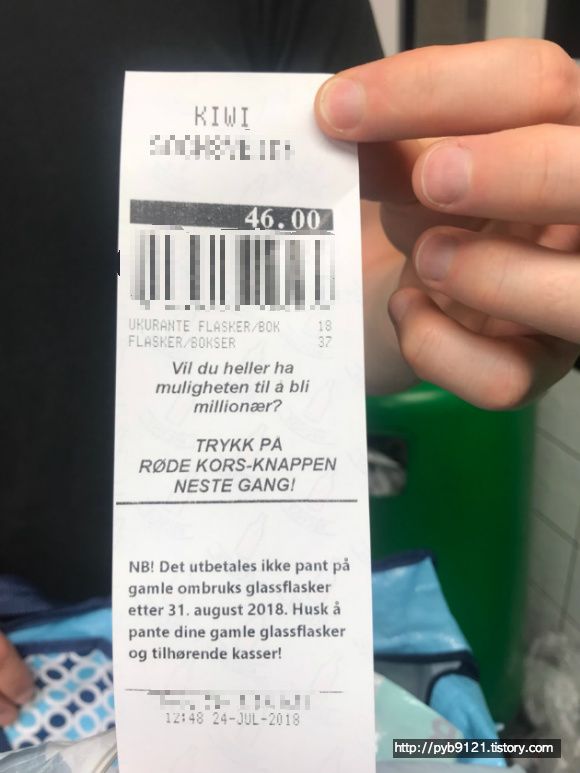 KIWI
46.00
UKURANTE FLASKER/BOK 18
FLASKER/BOKSER 37
Vil du heller ha
muligheten til å bli
millionær?
TRYKK PÅ
RØDE KORS-KNAPPEN
NESTE GANG!
NB! Det utbetales ikke pant på
gamle ombruks glassflasker
etter 31. august 2018. Husk å
pante dine gamle glassflasker
og tilhørende kasser!
12:48 24-JUL-2018
http://pyb9121.tistory.com